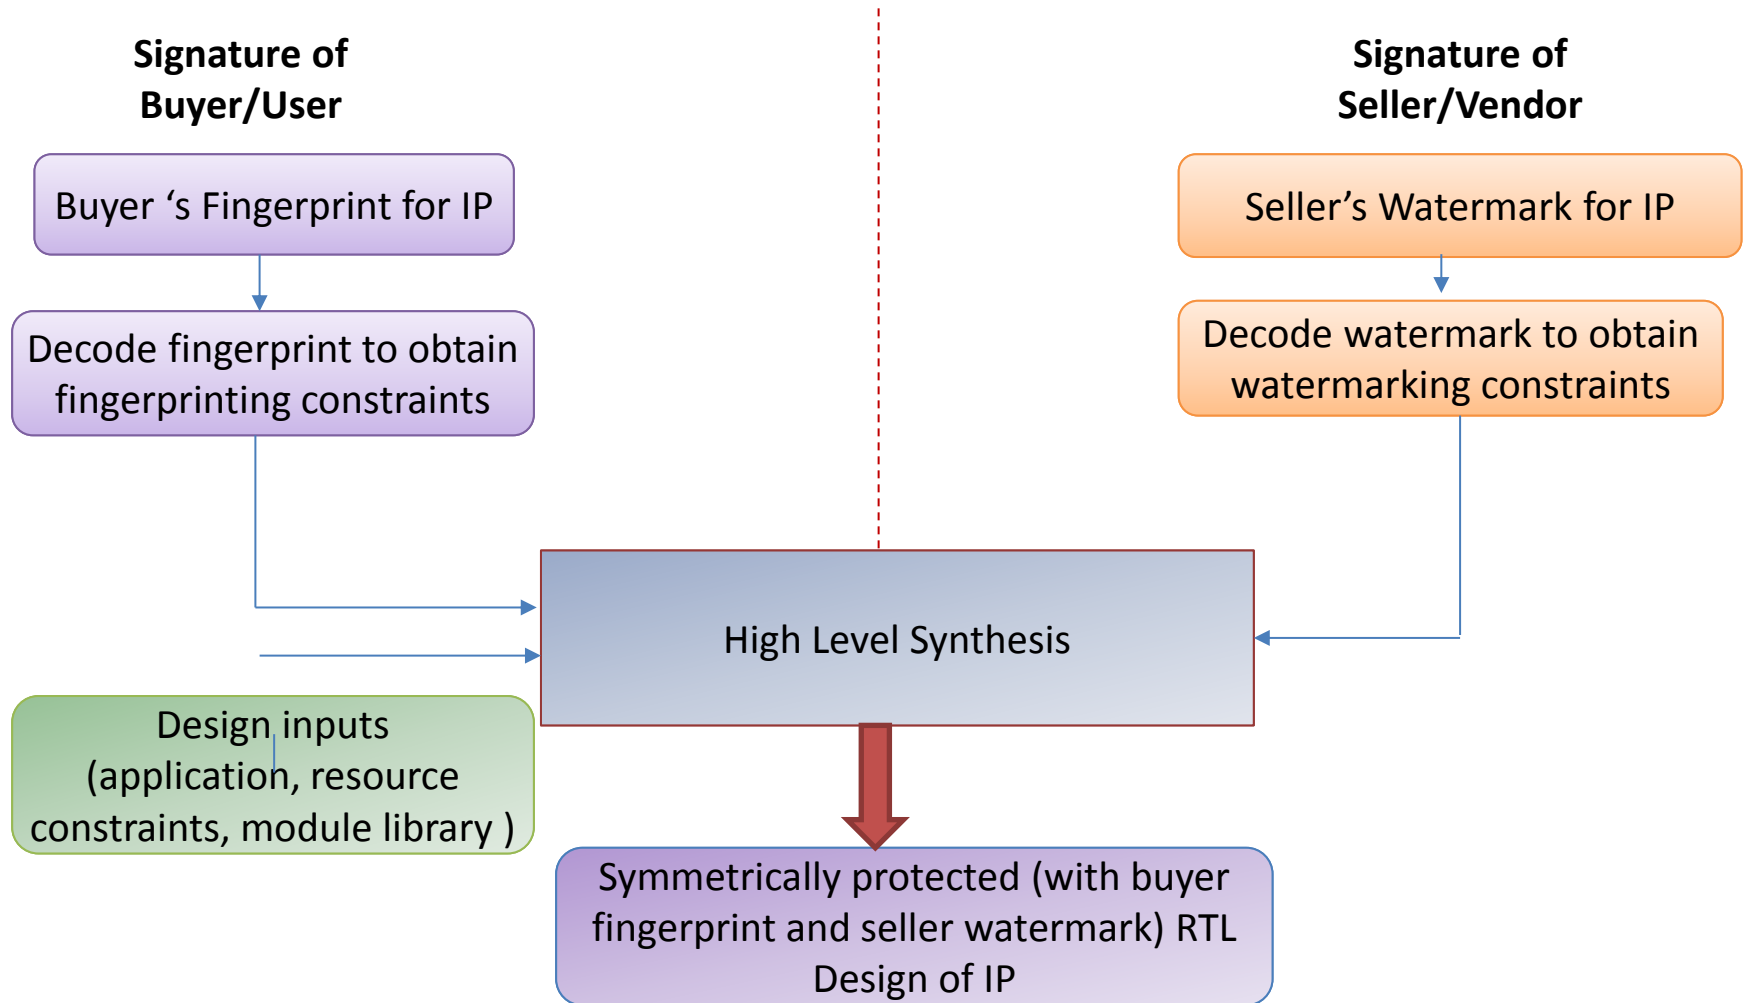 Signature of
Buyer/User
Buyer ‘s Fingerprint for IP
Decode fingerprint to obtain
fingerprinting constraints
Signature of
Seller/Vendor
Seller’s Watermark for IP
Decode watermark to obtain
watermarking constraints
High Level Synthesis
Design inputs
(application, resource
constraints, module library )
Symmetrically protected (with buyer
fingerprint and seller watermark) RTL
Design of IP